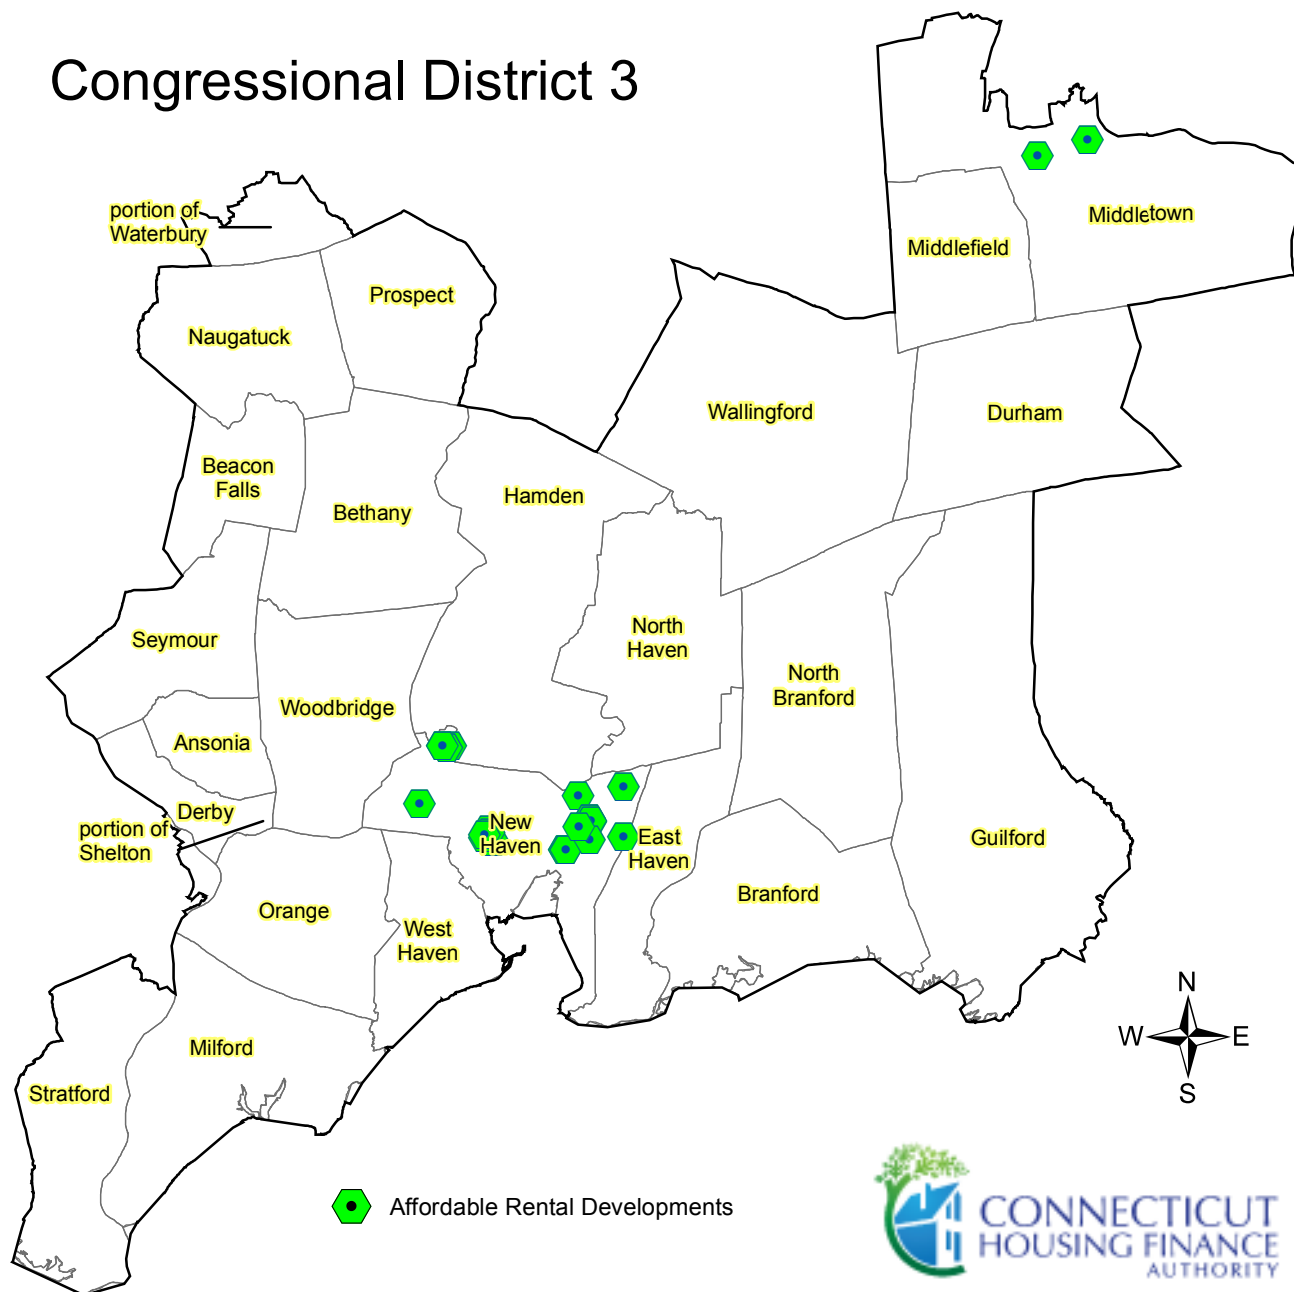 Congressional District 3
portion of
Waterbury
Prospect
Naugatuck
Middletown
Middlefield
Wallingford
Durham
Beacon
Falls
Bethany
Hamden
Seymour
North
Haven
North
Branford
Woodbridge
Ansonia
Derby
portion of
Shelton
New
Haven
East
Haven
Guilford
Branford
Orange
West
Haven
Milford
Stratford
N
W
E
S
Affordable Rental Developments
CONNECTICUT
HOUSING FINANCE
AUTHORITY